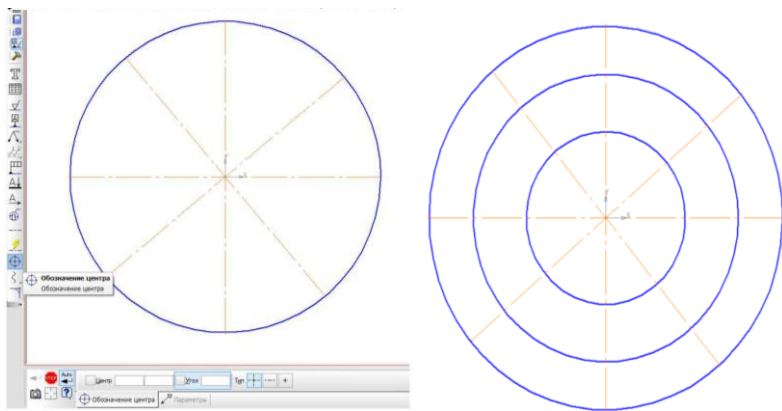 Обозначение центра
Обозначение центра
Центр
Угол
Тип
Обозначение центра
Параметры